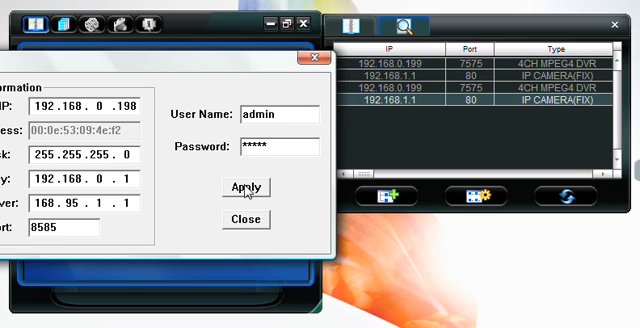 IP Port Type
192.168.0.199 7575 4CH MPEG4 DVR
192.168.1.1 80 IP CAMERA(FIX)
192.168.0.199 7575 4CH MPEG4 DVR
192.168.1.1 80 IP CAMERA(FIX)
ormation
IP: 192.168. 0 .198
ess: 00:0e:53:09:4e:f2
sk: 255.255.255. 0
y: 192.168. 0 . 1
ver: 168. 95 . 1 . 1
ort: 8585
User Name: admin
Password: *****
Apply
Close